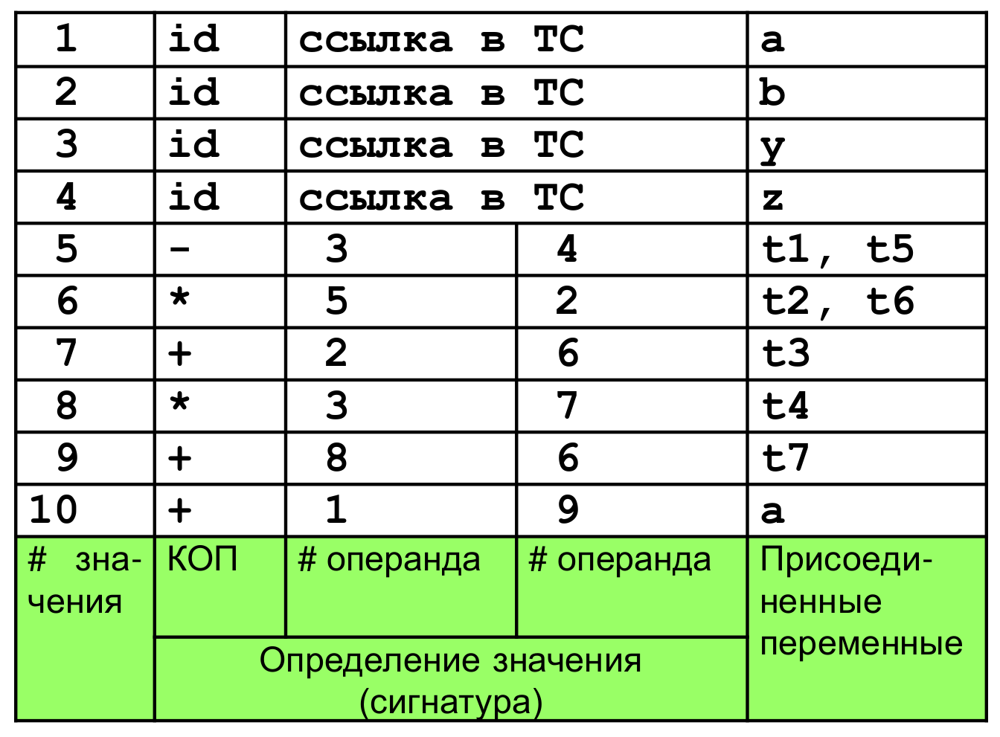 1 id ссылка в ТС a
2 id ссылка в ТС b
3 id ссылка в ТС y
4 id ссылка в ТС z
5 - 3 4 t1, t5
6 * 5 2 t2, t6
7 + 2 6 t3
8 * 3 7 t4
9 + 8 6 t7
10 + 1 9 a
# зна- КОП # операнда # операнда Присоеди-
чения ненные
переменные
Определение значения
(сигнатура)